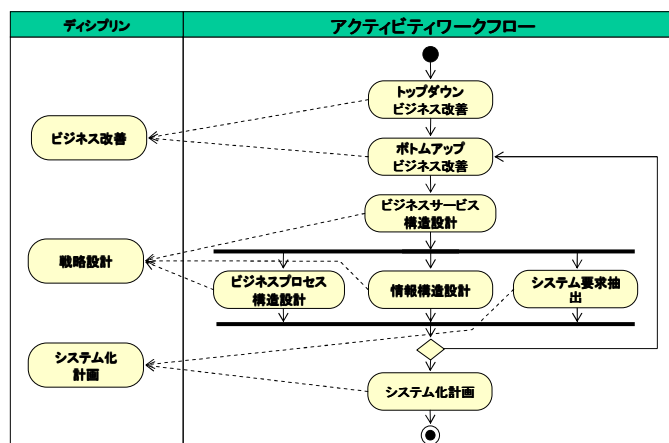 ディシプリン
アクティビティワークフロー
トップダウン
ビジネス改善
ビジネス改善
ボトムアップ
ビジネス改善
ビジネスサービス
構造設計
戦略設計
ビジネスプロセス
構造設計
情報構造設計
システム要求抽
出
システム化
計画
システム化計画